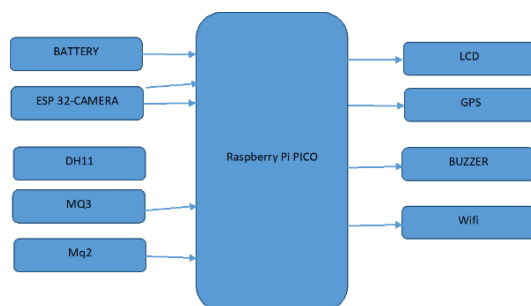 BATTERY
ESP 32-CAMERA
DH11
MQ3
Mq2
Raspberry Pi PICO
LCD
GPS
BUZZER
Wifi